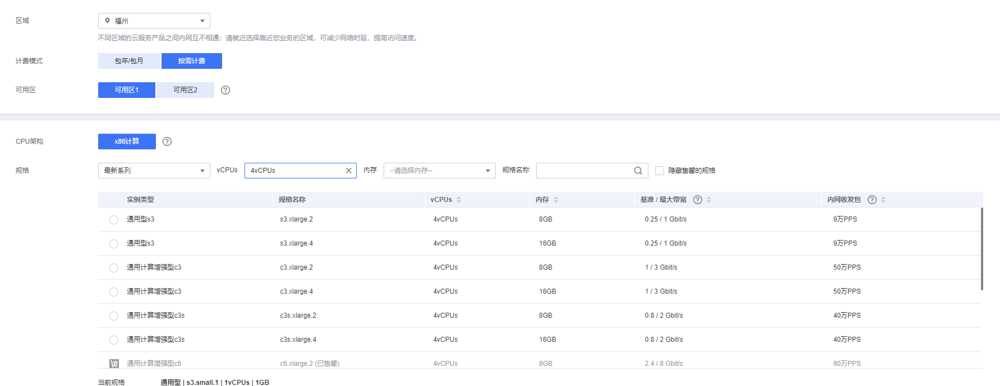 区域 福州
不同区域的云服务产品之间内网互不相通；请就近选择靠近您业务的区域，可减少网络时延，提高访问速度。
计费模式 包年/包月 按需计费
可用区 可用区1 可用区2 ?
CPU架构 x86计算 ?
规格 最新系列 vCPUs 4vCPUs 内存 --请选择内存-- 规格名称 隐藏售罄的规格
实例类型 规格名称 vCPUs 内存 基准 / 最大带宽 ? 内网收发包 ?
通用型s3 s3.xlarge.2 4vCPUs 8GB 0.25 / 1 Gbit/s 9万PPS
通用型s3 s3.xlarge.4 4vCPUs 16GB 0.25 / 1 Gbit/s 9万PPS
通用计算增强型c3 c3.xlarge.2 4vCPUs 8GB 1 / 3 Gbit/s 50万PPS
通用计算增强型c3 c3.xlarge.4 4vCPUs 16GB 1 / 3 Gbit/s 50万PPS
通用计算增强型c3s c3s.xlarge.2 4vCPUs 8GB 0.8 / 2 Gbit/s 40万PPS
通用计算增强型c3s c3s.xlarge.4 4vCPUs 16GB 0.8 / 2 Gbit/s 40万PPS
通用计算增强型c6 c6.xlarge.2 (已售罄) 4vCPUs 8GB 2.4 / 8 Gbit/s 80万PPS
当前规格 通用型 | s3.small.1 | 1vCPUs | 1GB